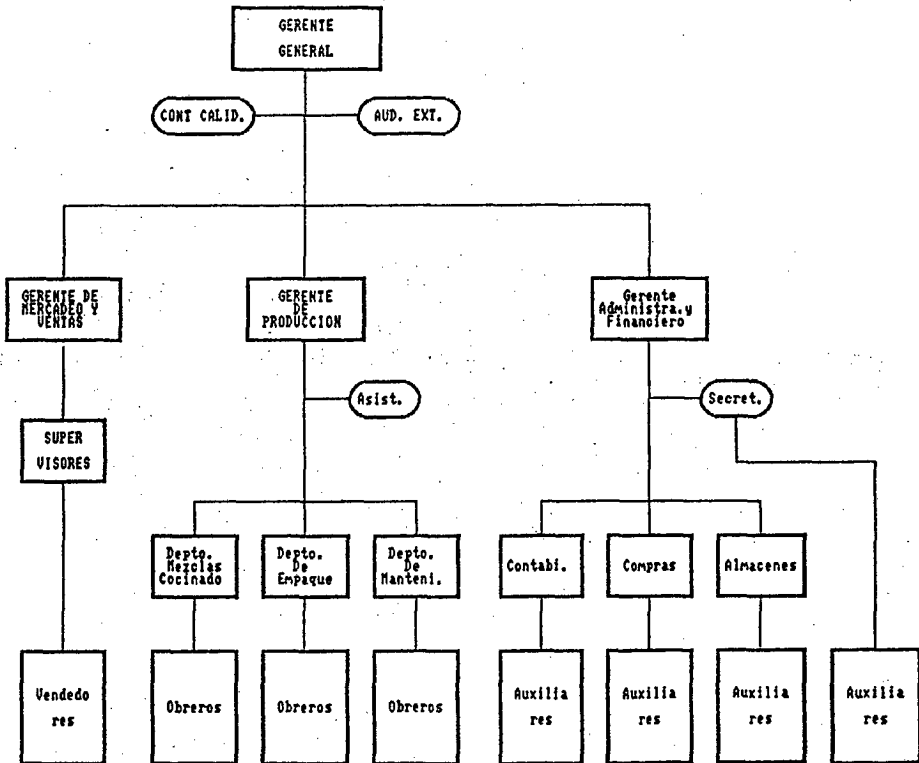 GERENTE
GENERAL
CONT CALID.
AUD. EXT.
GERENTE DE
MERCADEO Y
VENTAS
GERENTE
DE
PRODUCCION
Gerente
Administra.y
Financiero
Asist.
Secret.
SUPER
VISORES
Depto.
Mezclas
Cocinado
Depto.
De
Empaque
Depto.
De
Manteni.
Contabi.
Compras
Almacenes
Vendedo
res
Obreros
Obreros
Obreros
Auxilia
res
Auxilia
res
Auxilia
res
Auxilia
res